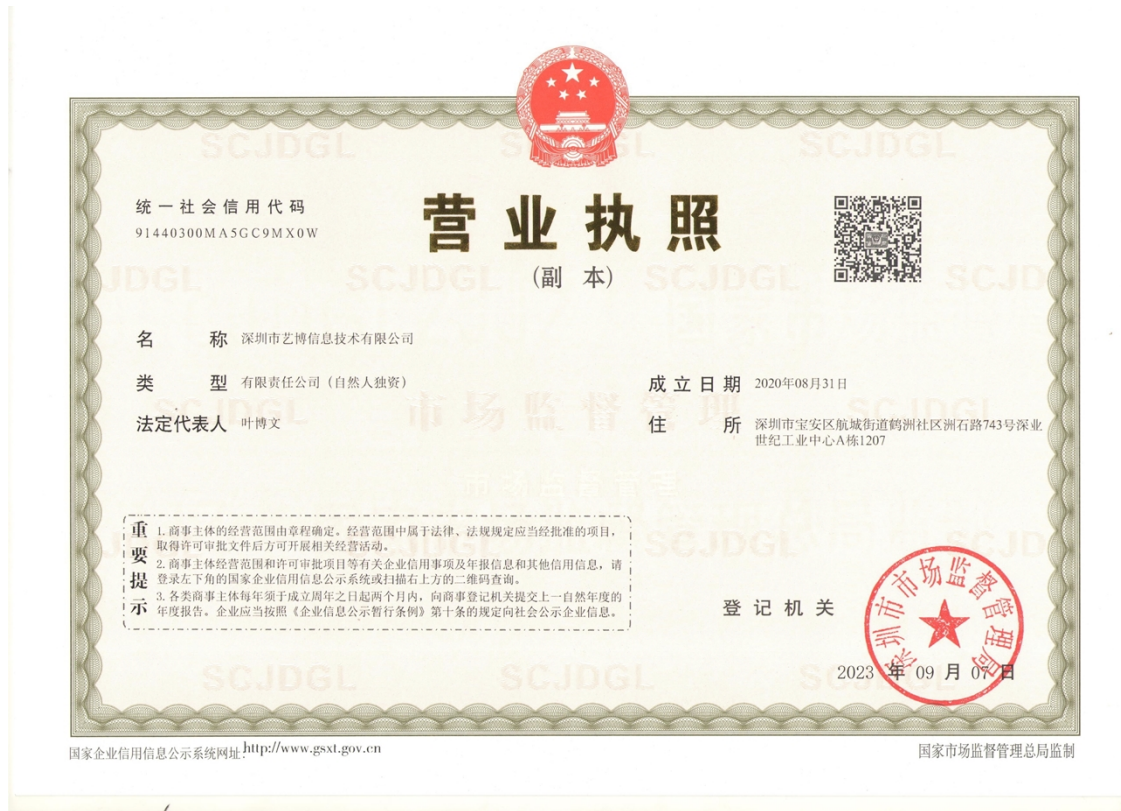 统一社会信用代码
91440300MA5GC9MX0W
营业执照
(副 本)
名 称 深圳市艺博信息技术有限公司
类 型 有限责任公司（自然人独资）
法定代表人 叶博文
成立日期 2020年08月31日
住 所 深圳市宝安区航城街道鹤洲社区洲石路743号深业
世纪工业中心A栋1207
重要提示
1.商事主体的经营范围由章程确定。经营范围中属于法律、法规规定应当经批准的项目，
取得许可审批文件后方可开展相关经营活动。
2.商事主体经营范围和许可审批项目等有关企业信用事项及年报信息和其他信用信息，请
登录左下角的国家企业信用信息公示系统或扫描右上方的二维码查询。
3.各类商事主体每年须于成立周年之日起两个月内，向商事登记机关提交上一自然年度的
年度报告。企业应当按照《企业信息公示暂行条例》第十条的规定向社会公示企业信息。
登记机关
深圳市市场监督管理局
2023 年 09 月 07 日
国家企业信用信息公示系统网址:http://www.gsxt.gov.cn
国家市场监督管理总局监制
SCJDGL
市场监督管理